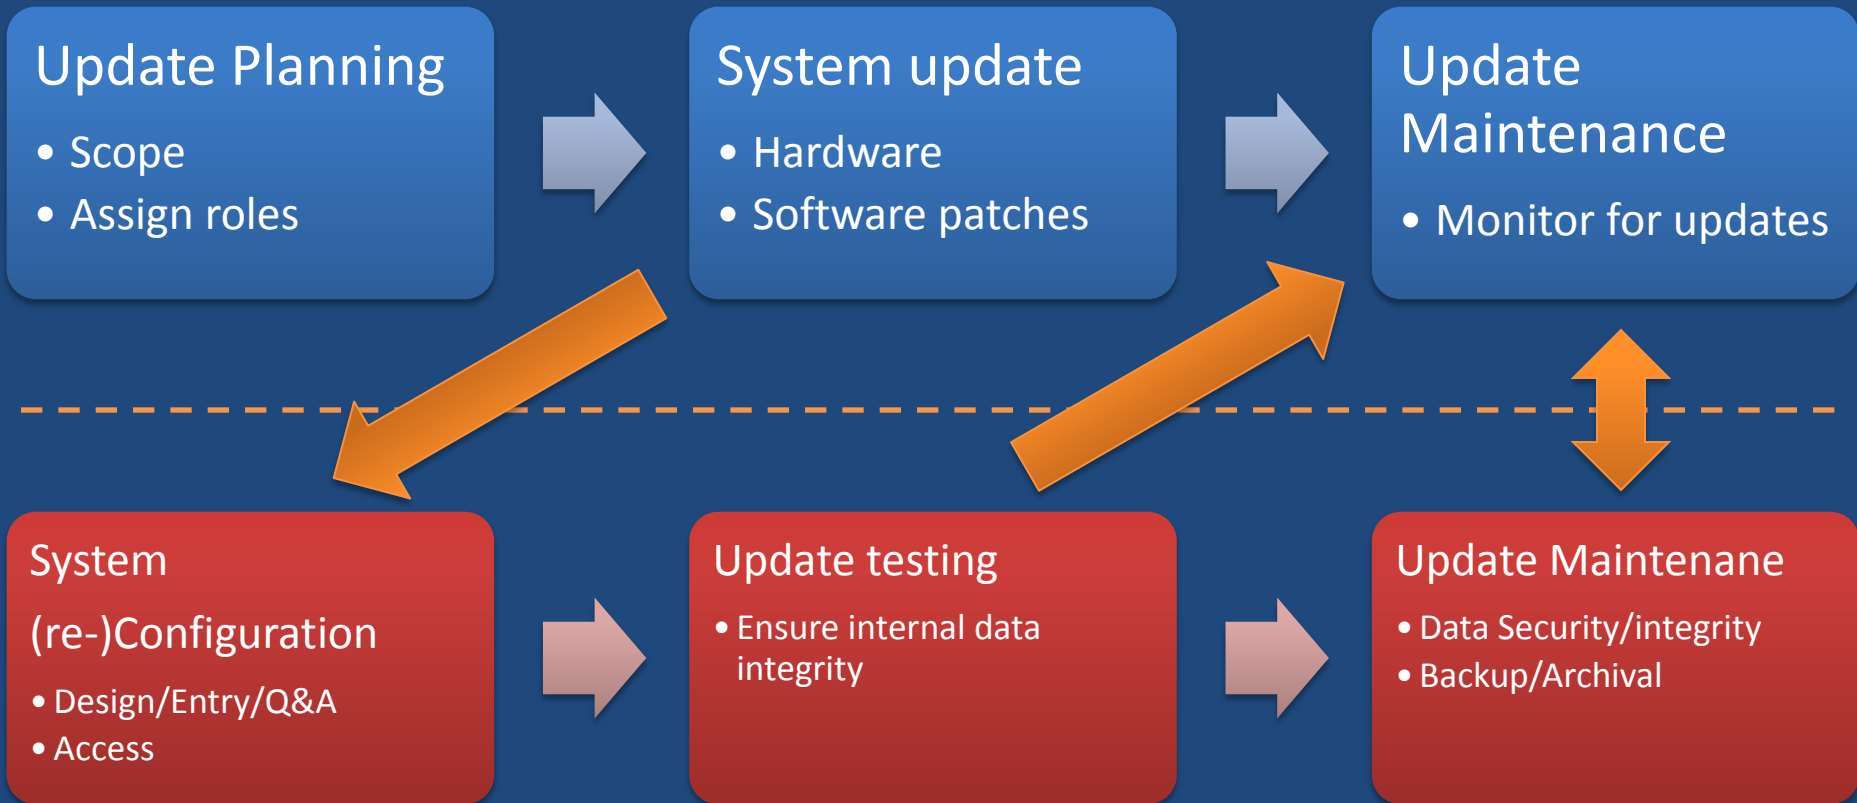 Update Planning
• Scope
• Assign roles
System update
• Hardware
• Software patches
Update
Maintenance
• Monitor for updates
System
(re-)Configuration
• Design/Entry/Q&A
• Access
Update testing
• Ensure internal data
integrity
Update Maintenane
• Data Security/integrity
• Backup/Archival